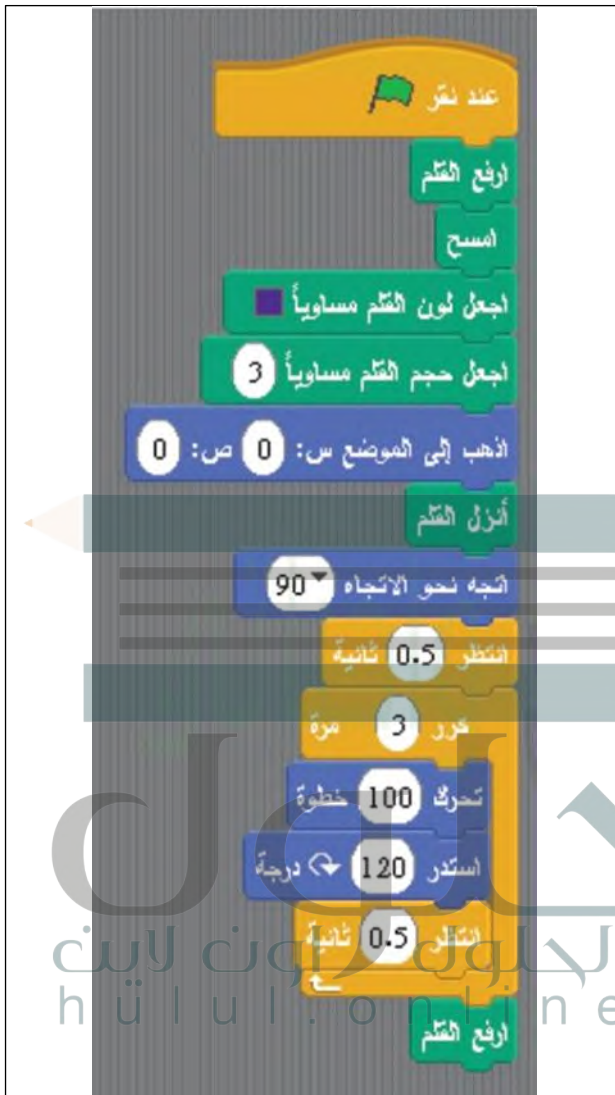 عند نقر
ارفع القلم
امسح
اجعل لون القلم مساوياً
اجعل حجم القلم مساوياً 3
اذهب إلى الموضع س: 0 ص: 0
أنزل القلم
اتجه نحو الاتجاه 90
انتظر 0.5 ثانية
كرر 3 مرة
تحرك 100 خطوة
استدر 120 درجة
انتظر 0.5 ثانية
ارفع القلم
حلول
الحلول اون لاين
hulul.online